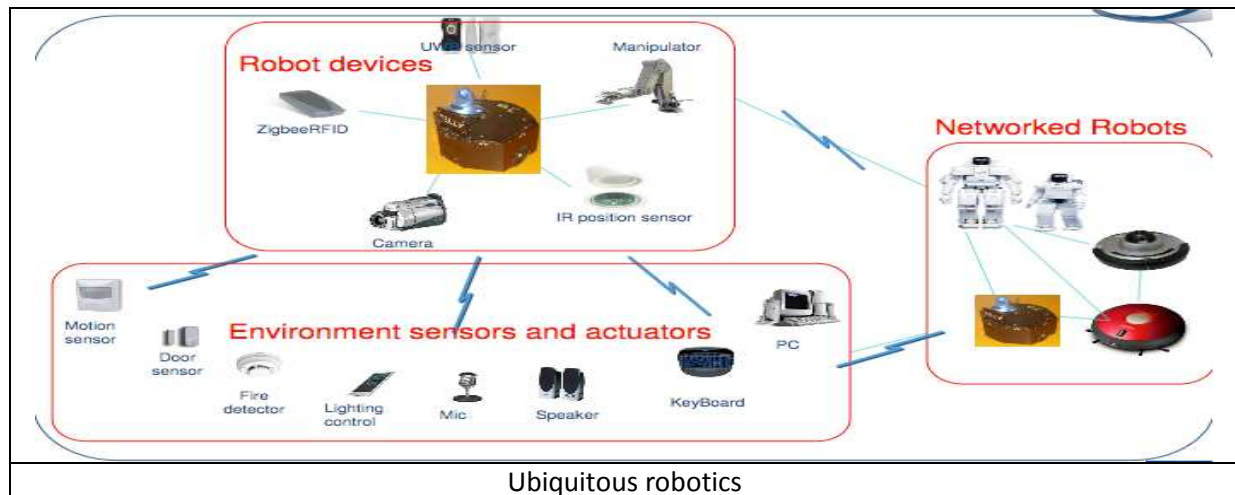 UWB sensor
Manipulator
Robot devices
ZigbeeRFID
Networked Robots
IR position sensor
Camera
Motion
sensor
Environment sensors and actuators
PC
Door
sensor
Fire
detector
Lighting
control
Mic
Speaker
KeyBoard
Ubiquitous robotics